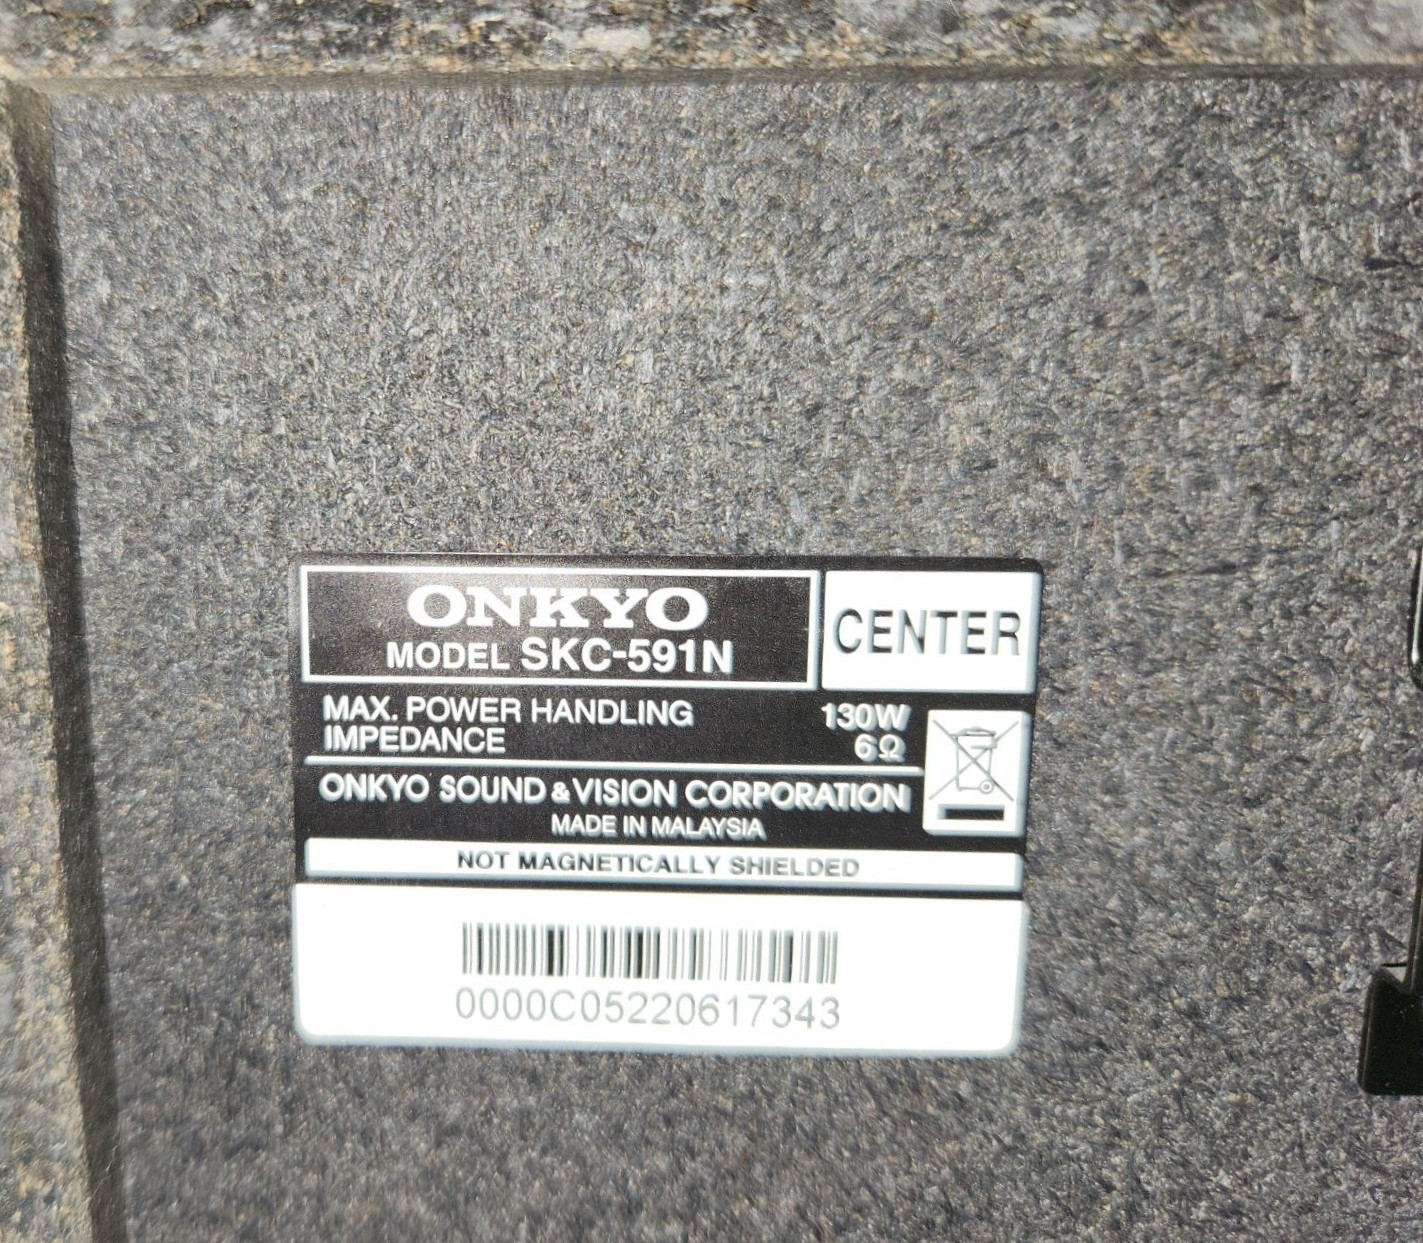 ONKYO
MODEL SKC-591N
CENTER
MAX. POWER HANDLING 130W
IMPEDANCE 6Ω
ONKYO SOUND & VISION CORPORATION
MADE IN MALAYSIA
NOT MAGNETICALLY SHIELDED
0000C05220617343